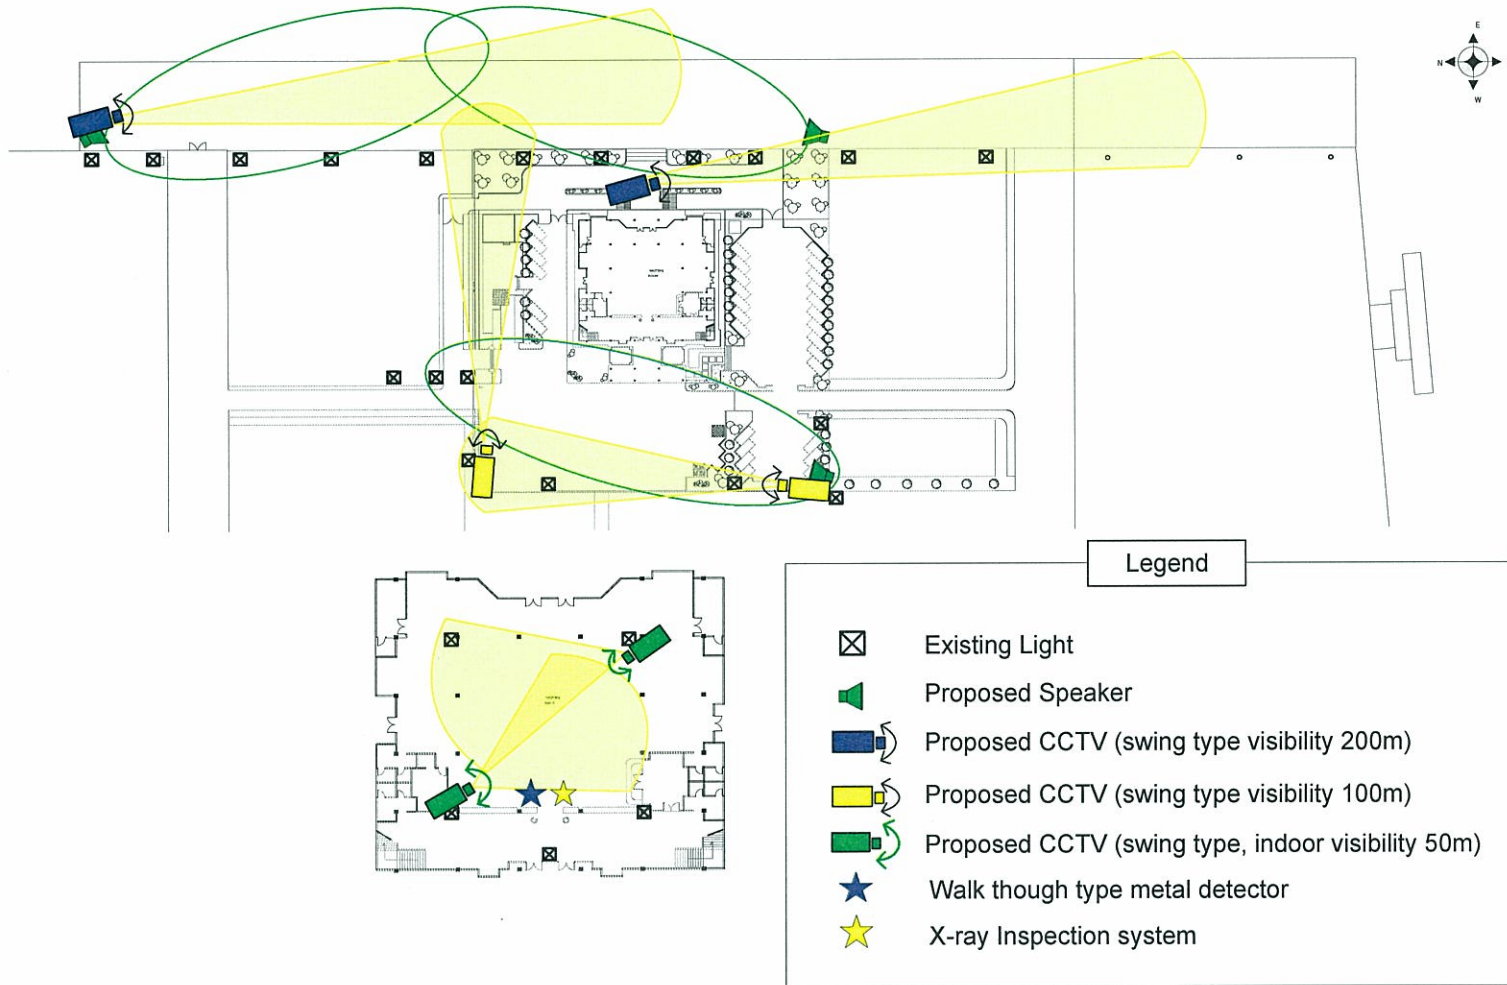 E
N
W
Legend
Existing Light
Proposed Speaker
Proposed CCTV (swing type visibility 200m)
Proposed CCTV (swing type visibility 100m)
Proposed CCTV (swing type, indoor visibility 50m)
Walk though type metal detector
X-ray Inspection system